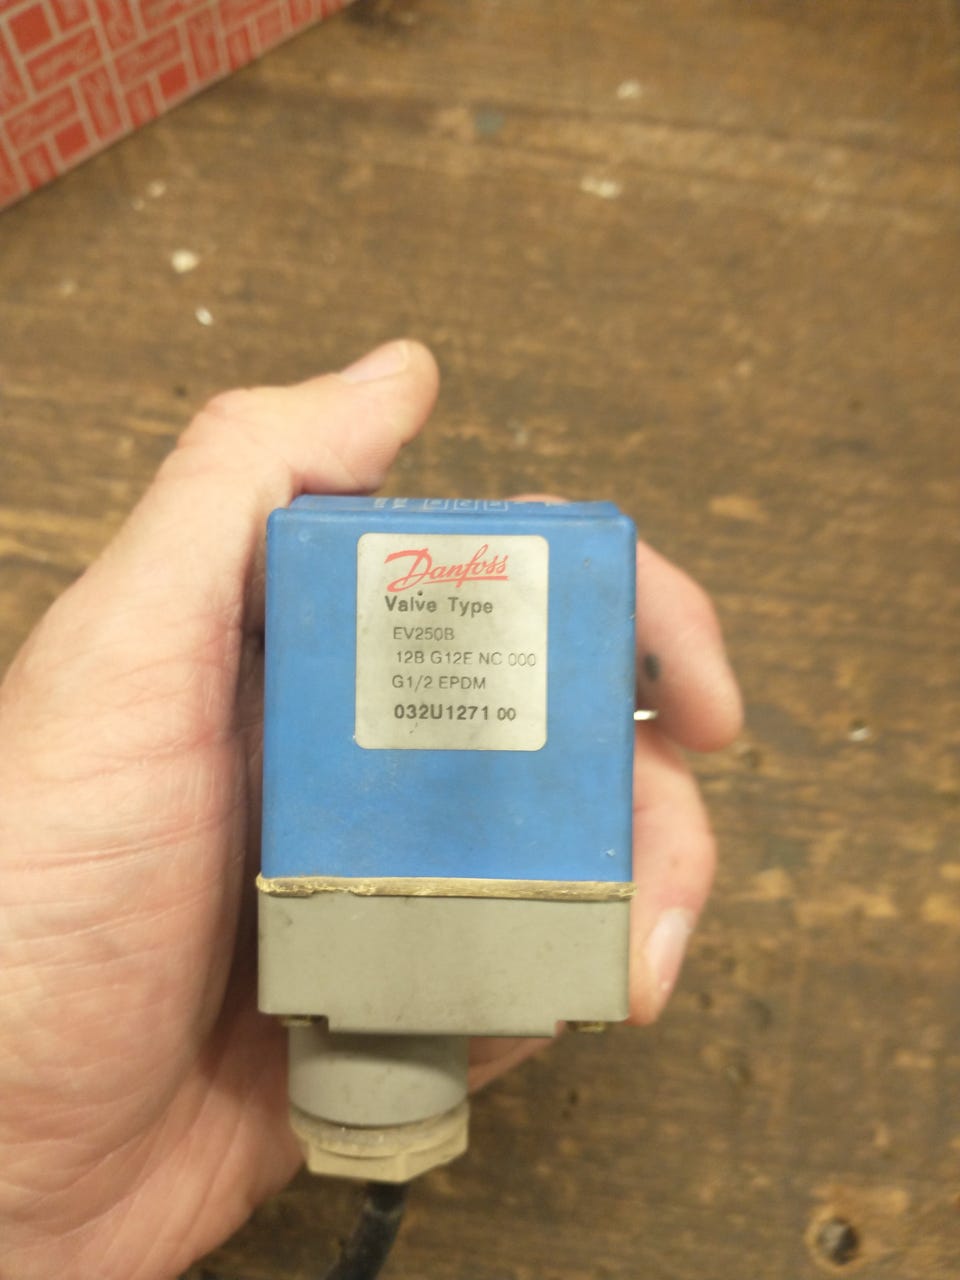 Danfoss
Valve Type
EV250B
12B G12E NC 000
G1/2 EPDM
032U1271 00